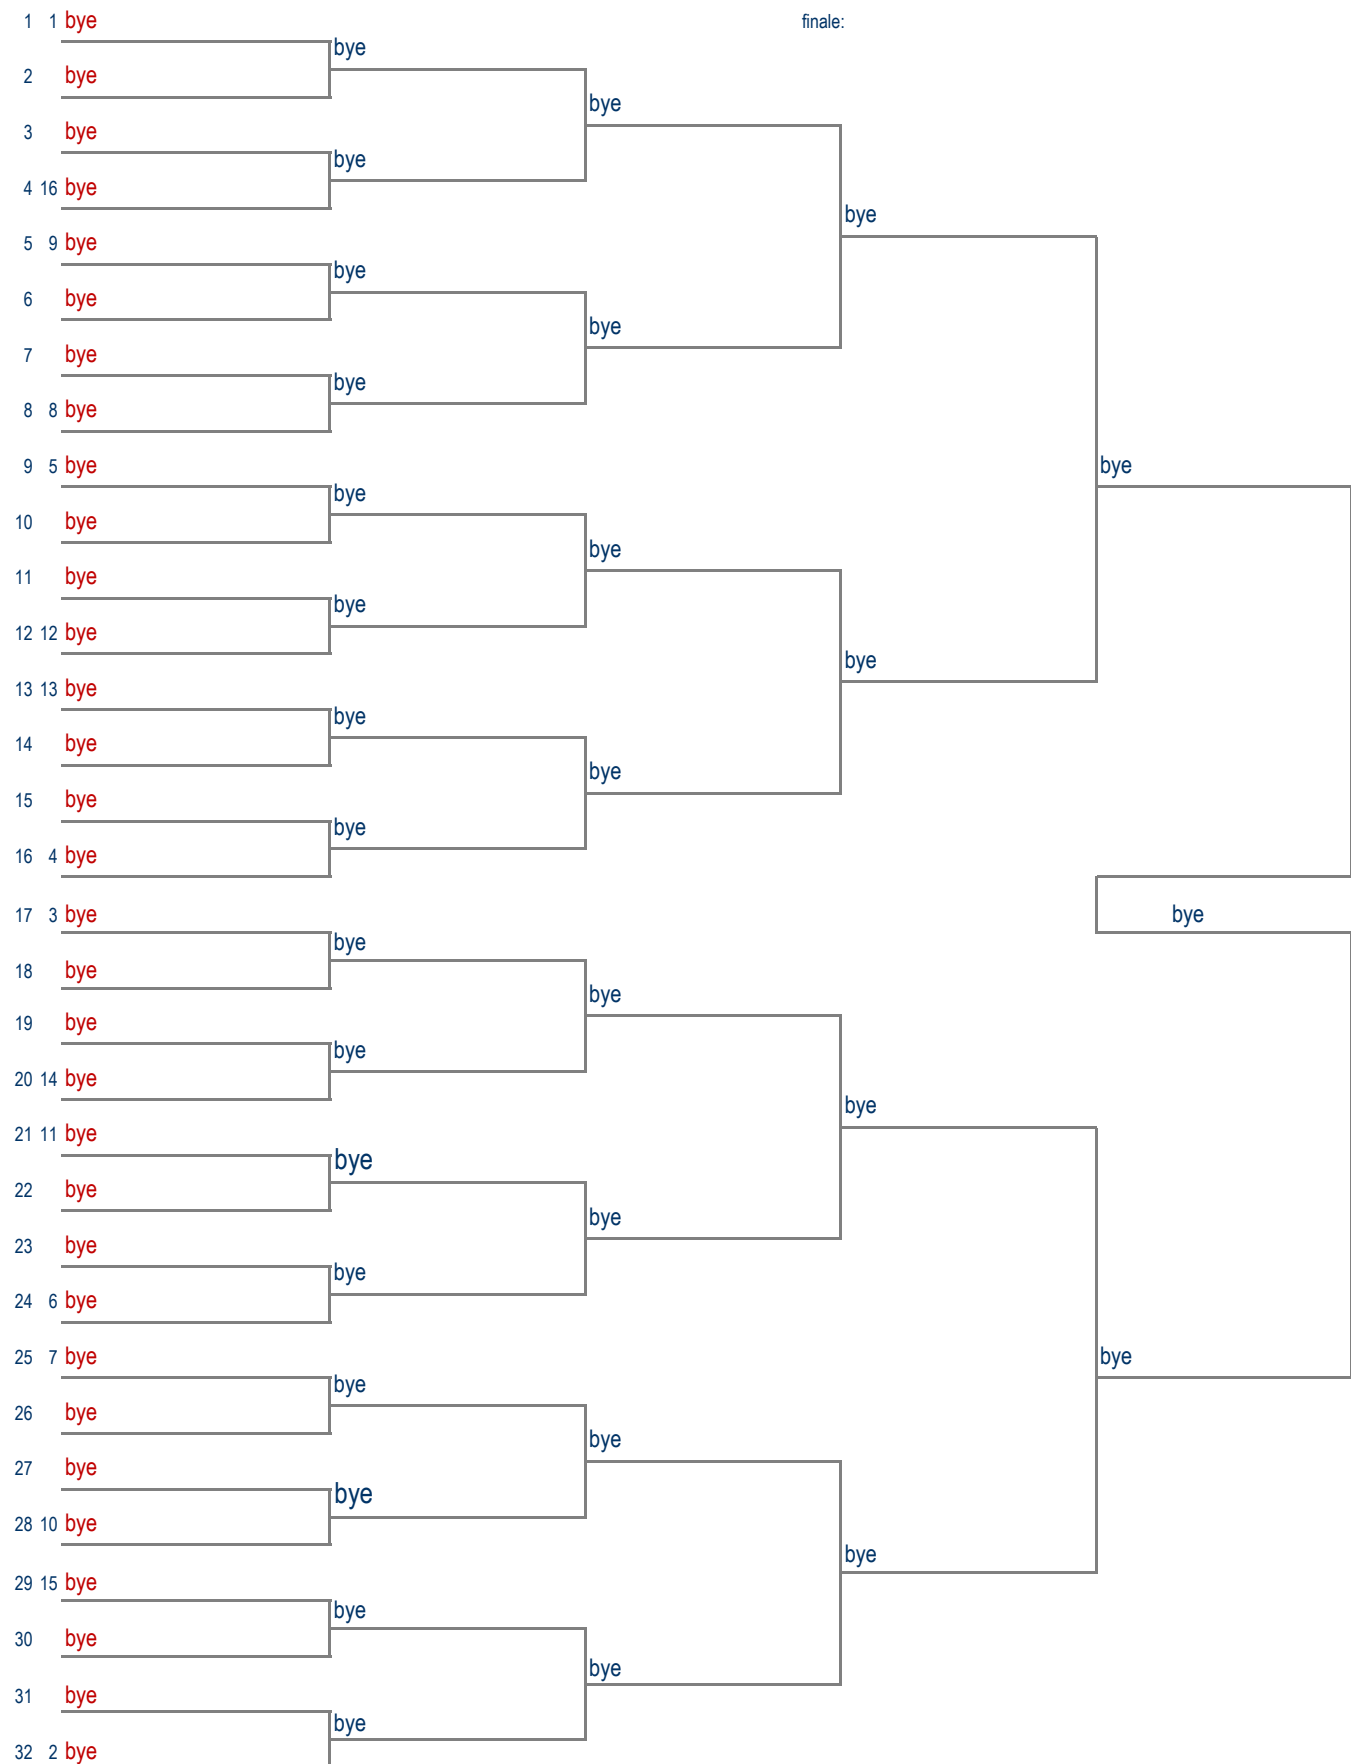 1 1 bye finale:
bye
2 bye
bye
3 bye
bye
4 16 bye
bye
5 9 bye
bye
6 bye
bye
7 bye
bye
8 8 bye
9 5 bye bye
bye
10 bye
bye
11 bye
bye
12 12 bye
bye
13 13 bye
bye
14 bye
bye
15 bye
bye
16 4 bye
17 3 bye bye
bye
18 bye
bye
19 bye
bye
20 14 bye
bye
21 11 bye
bye
22 bye
bye
23 bye
bye
24 6 bye
25 7 bye bye
bye
26 bye
bye
27 bye
bye
28 10 bye
bye
29 15 bye
bye
30 bye
bye
31 bye
bye
32 2 bye